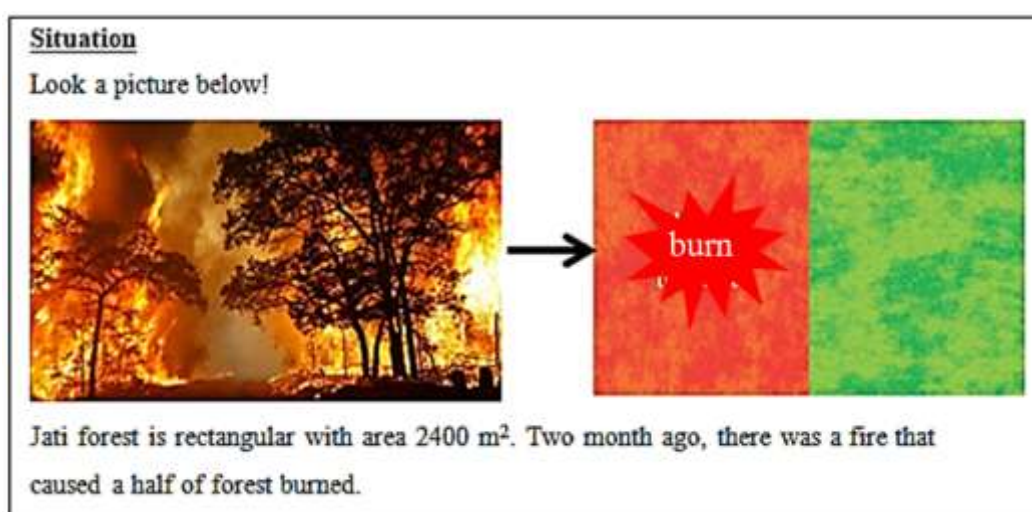 Situation
Look a picture below!
burn
Jati forest is rectangular with area 2400 m². Two month ago, there was a fire that
caused a half of forest burned.